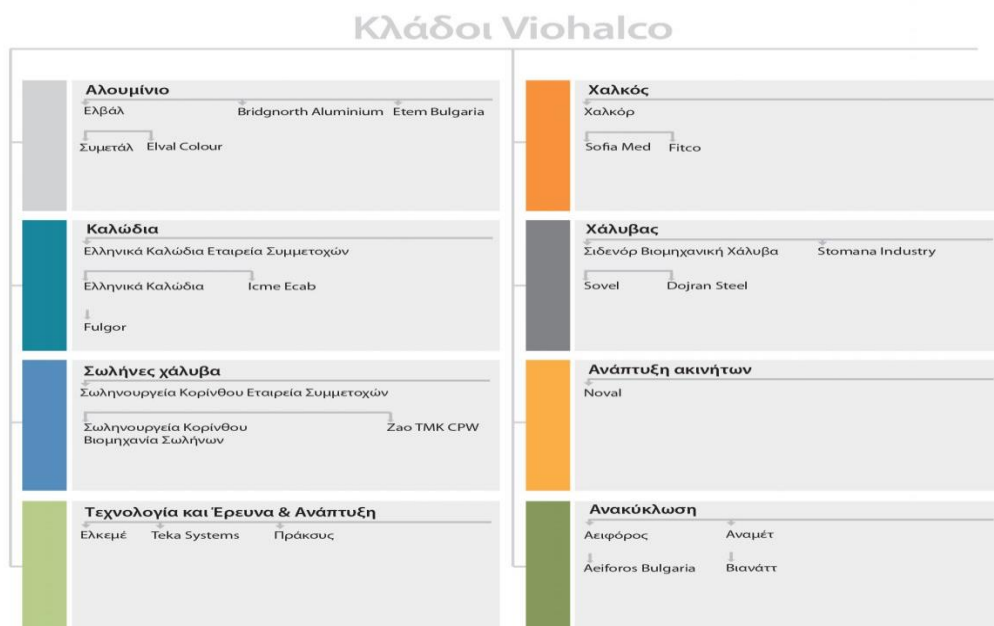 Κλάδοι Viohalco
Αλουμίνιο
Ελβάλ Bridgnorth Aluminium Etem Bulgaria
Συμετάλ Elval Colour
Καλώδια
Ελληνικά Καλώδια Εταιρεία Συμμετοχών
Ελληνικά Καλώδια Icme Ecab
Fulgor
Σωλήνες χάλυβα
Σωληνουργεία Κορίνθου Εταιρεία Συμμετοχών
Σωληνουργεία Κορίνθου Zao TMK CPW
Βιομηχανία Σωλήνων
Τεχνολογία και Έρευνα & Ανάπτυξη
Ελκεμέ Teka Systems Πράκσυς
Χαλκός
Χαλκόρ
Sofia Med Fitco
Χάλυβας
Σιδενόρ Βιομηχανική Χάλυβα Stomana Industry
Sovel Dojran Steel
Ανάπτυξη ακινήτων
Noval
Ανακύκλωση
Αειφόρος Αναμέτ
Aeiforos Bulgaria Βιανάττ